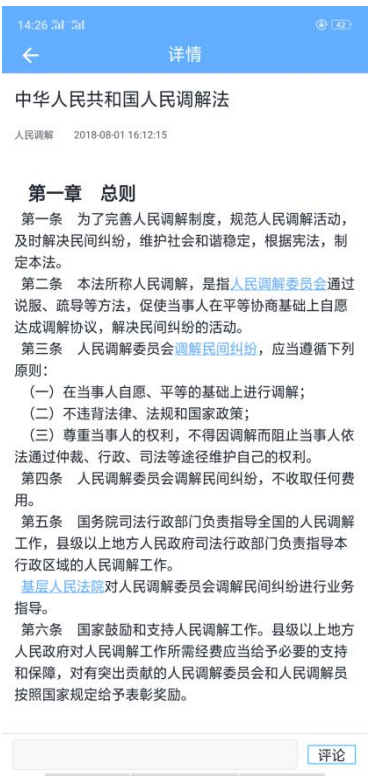 14:26
42
详情
中华人民共和国人民调解法
人民调解 2018-08-01 16:12:15
第一章 总则
第一条 为了完善人民调解制度，规范人民调解活动，
及时解决民间纠纷，维护社会和谐稳定，根据宪法，制
定本法。
第二条 本法所称人民调解，是指人民调解委员会通过
说服、疏导等方法，促使当事人在平等协商基础上自愿
达成调解协议，解决民间纠纷的活动。
第三条 人民调解委员会调解民间纠纷，应当遵循下列
原则：
（一）在当事人自愿、平等的基础上进行调解；
（二）不违背法律、法规和国家政策；
（三）尊重当事人的权利，不得因调解而阻止当事人依
法通过仲裁、行政、司法等途径维护自己的权利。
第四条 人民调解委员会调解民间纠纷，不收取任何费
用。
第五条 国务院司法行政部门负责指导全国的人民调解
工作，县级以上地方人民政府司法行政部门负责指导本
行政区域的人民调解工作。
基层人民法院对人民调解委员会调解民间纠纷进行业务
指导。
第六条 国家鼓励和支持人民调解工作。县级以上地方
人民政府对人民调解工作所需经费应当给予必要的支持
和保障，对有突出贡献的人民调解委员会和人民调解员
按照国家规定给予表彰奖励。
评论